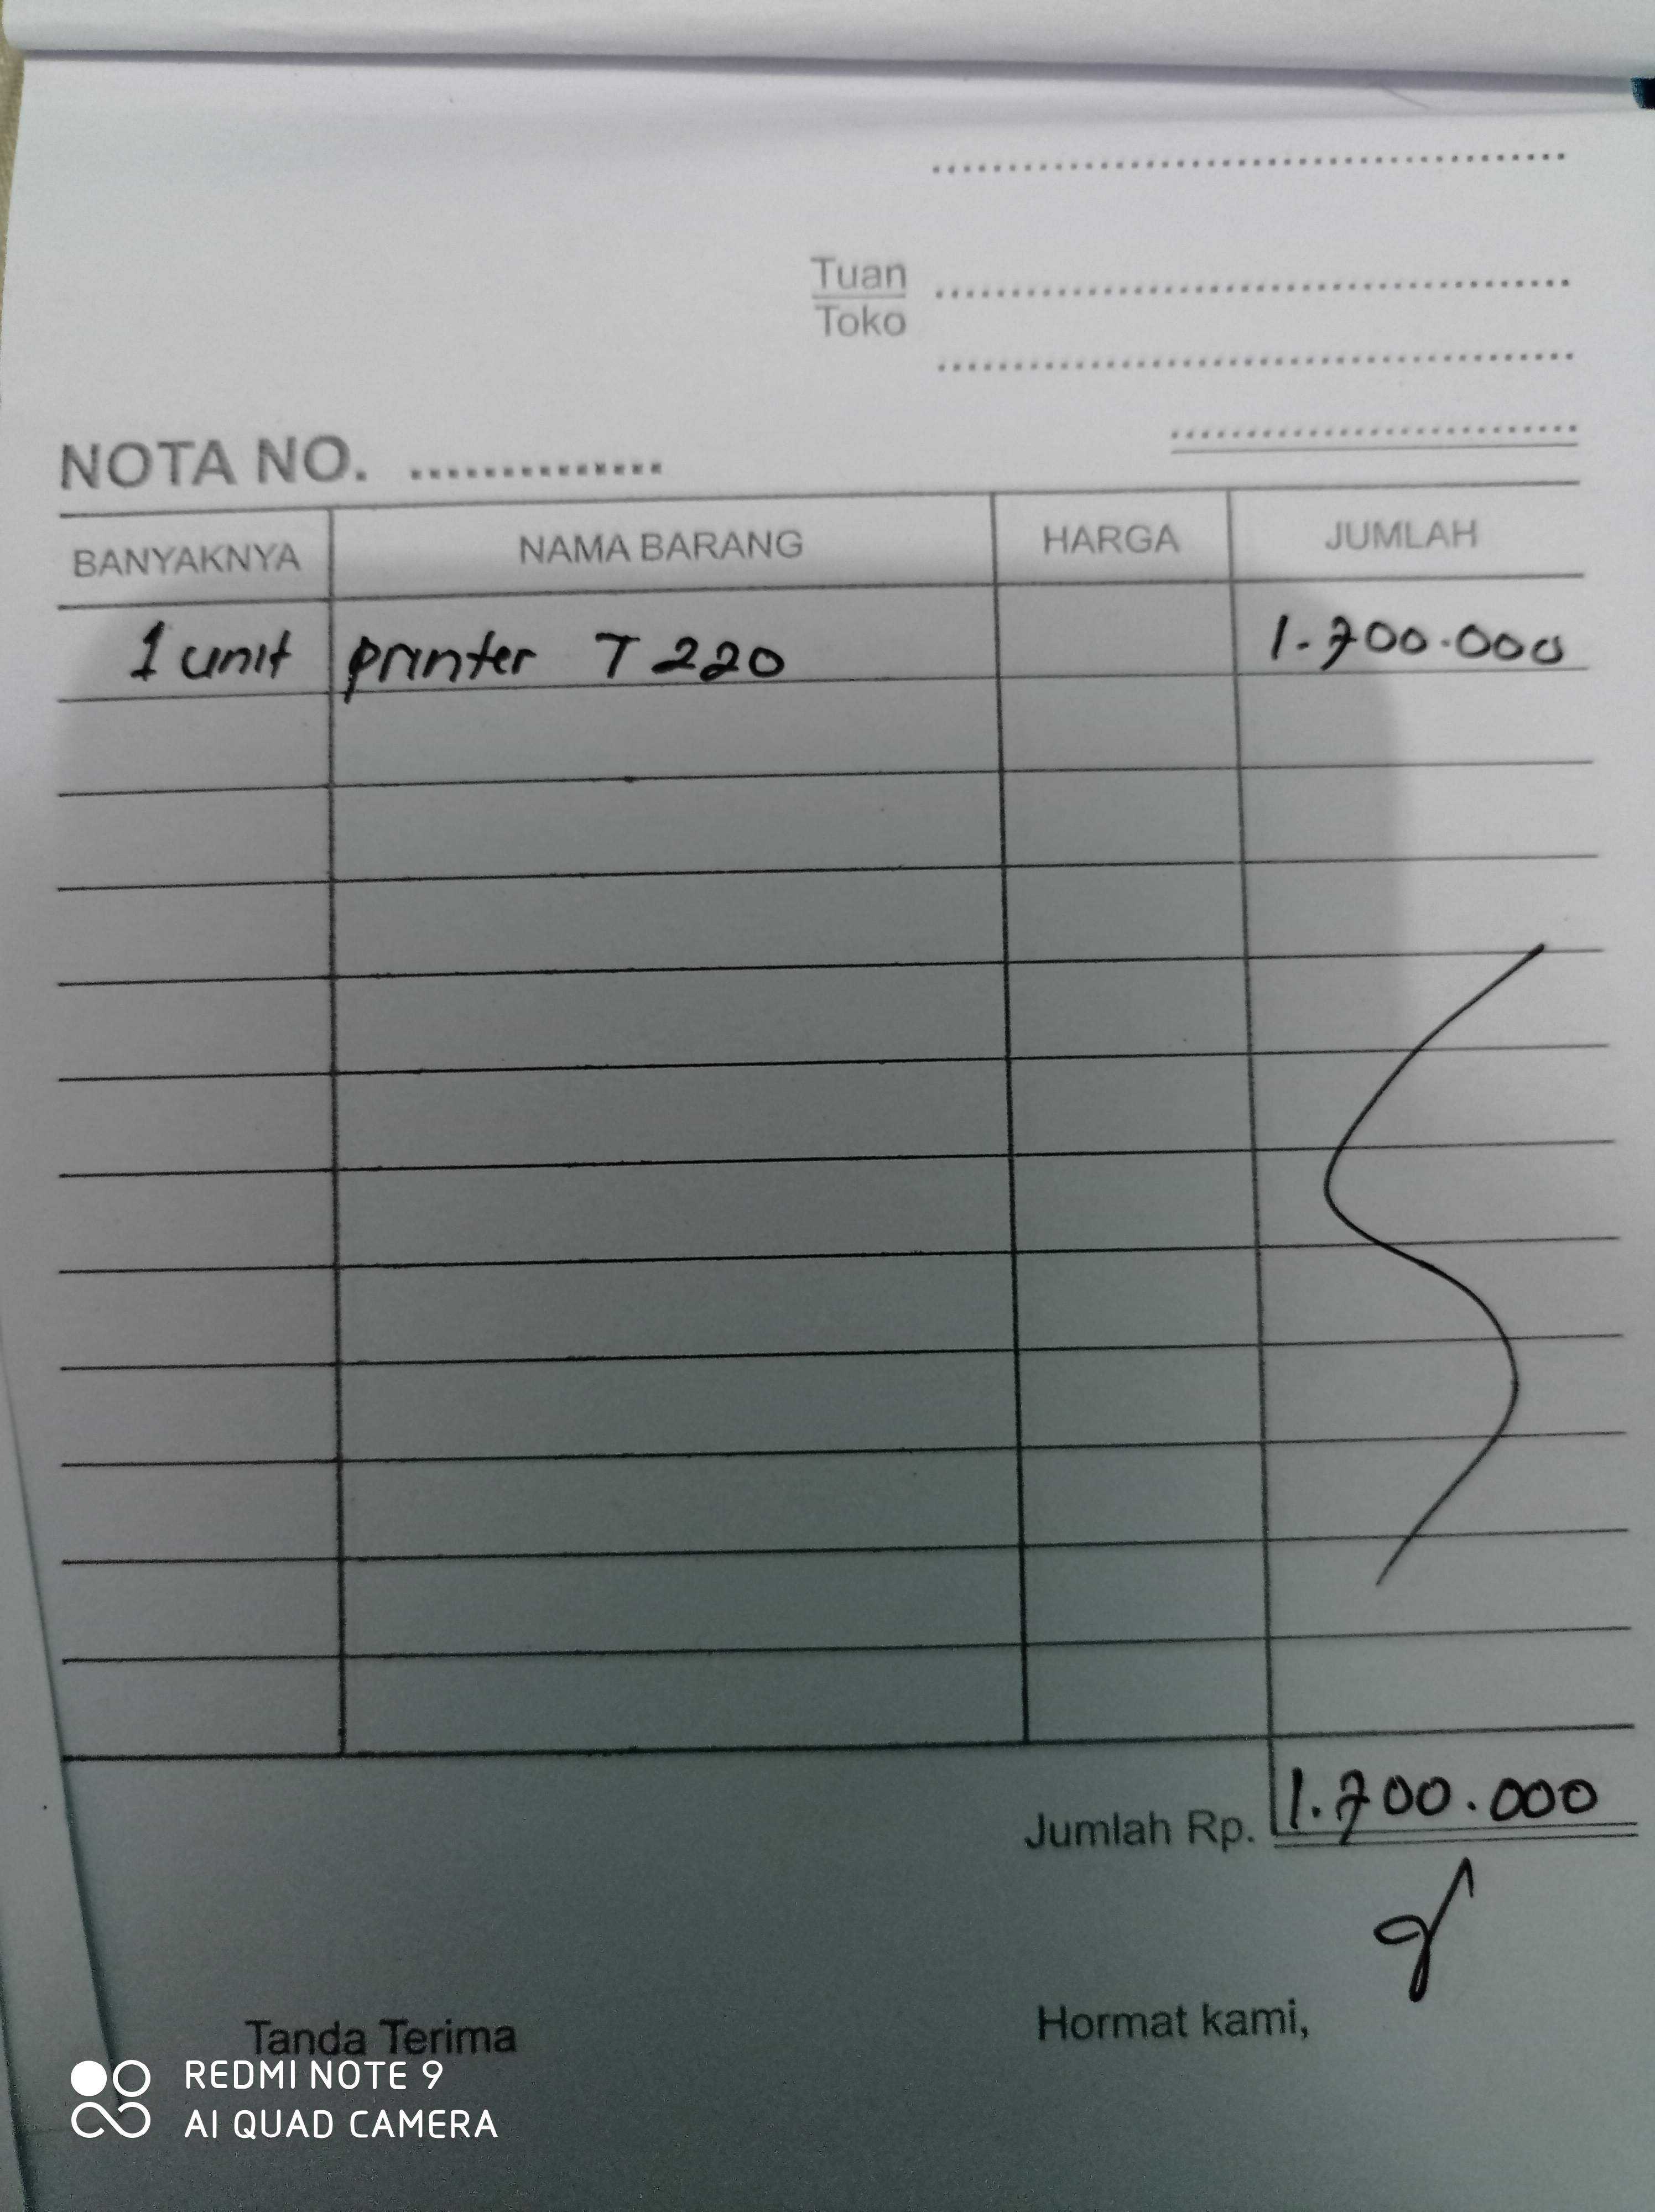 Tuan
Toko
NOTA NO. ..............
BANYAKNYA NAMA BARANG HARGA JUMLAH
1 unit printer T 220 1.700.000
Jumlah Rp. 1.700.000
Tanda Terima Hormat kami,
REDMI NOTE 9
AI QUAD CAMERA